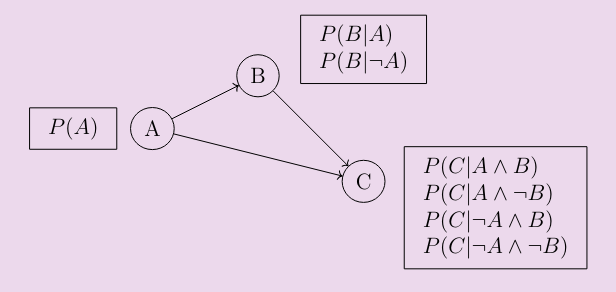 P(B|A)
P(B|¬A)
B
P(A)
A
C
P(C|A ∧ B)
P(C|A ∧ ¬B)
P(C|¬A ∧ B)
P(C|¬A ∧ ¬B)